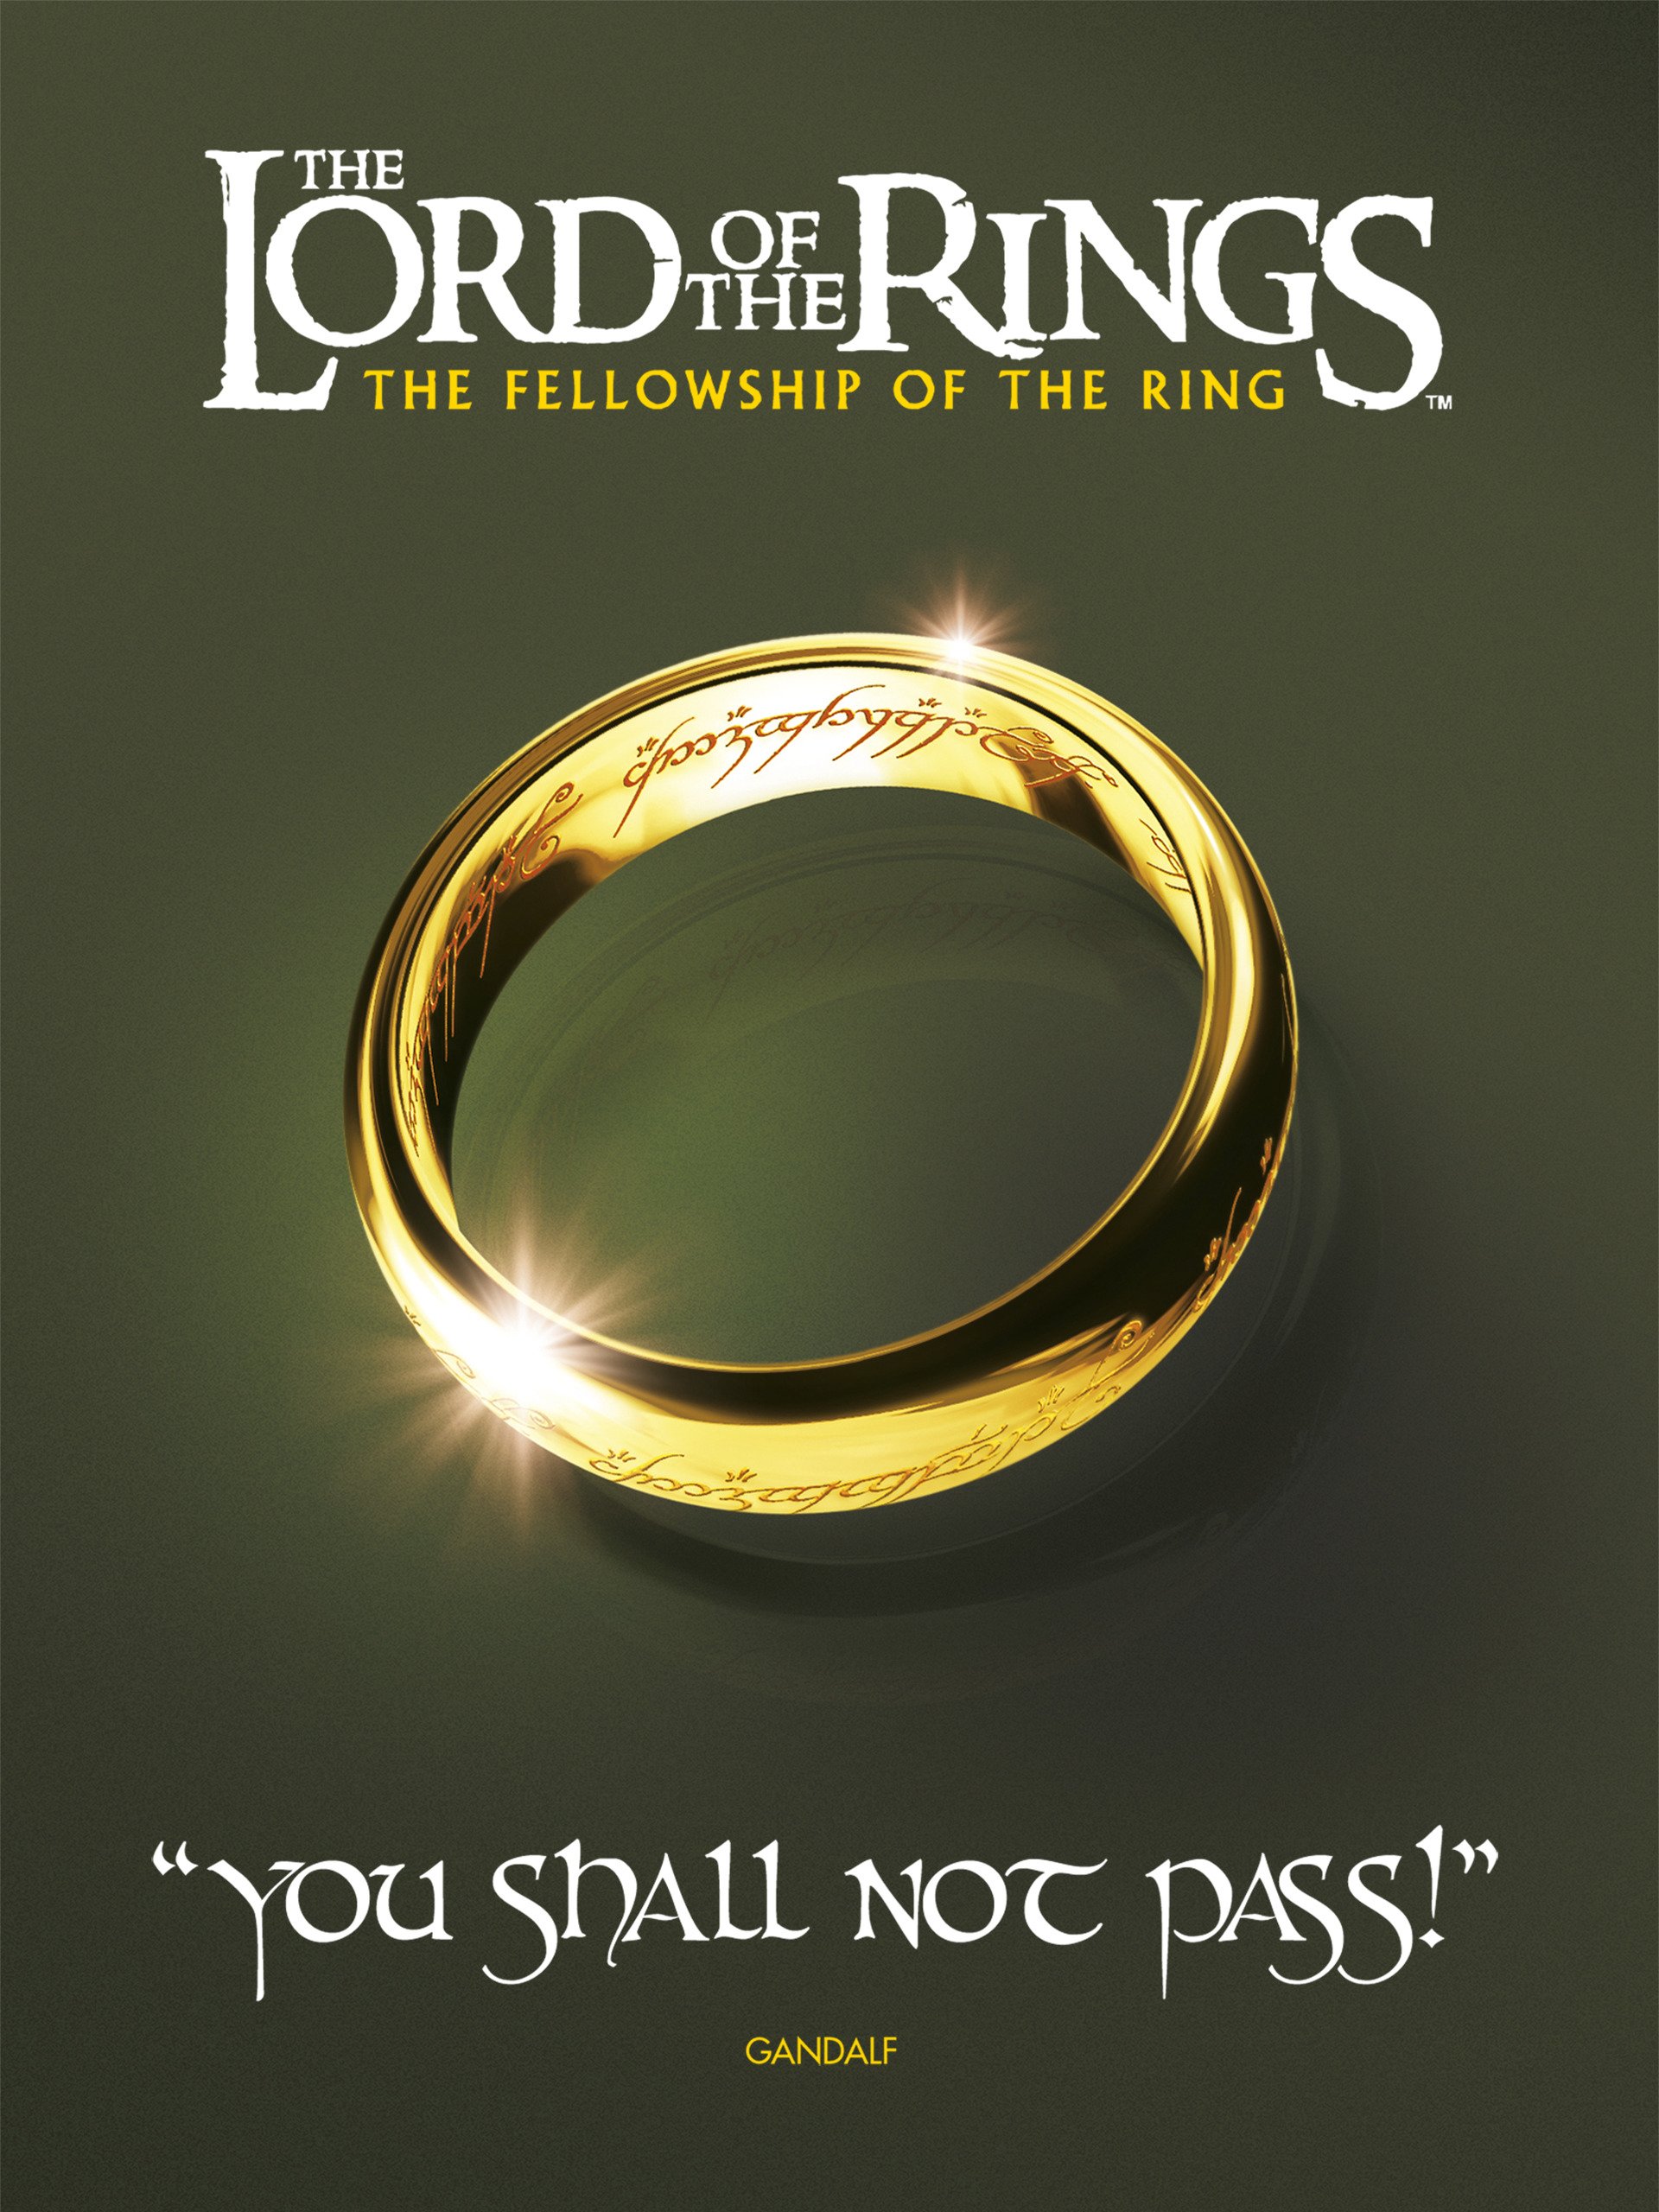 THE LORD OF THE RINGS
THE FELLOWSHIP OF THE RING ™
“YOU SHALL NOT PASS!”
GANDALF